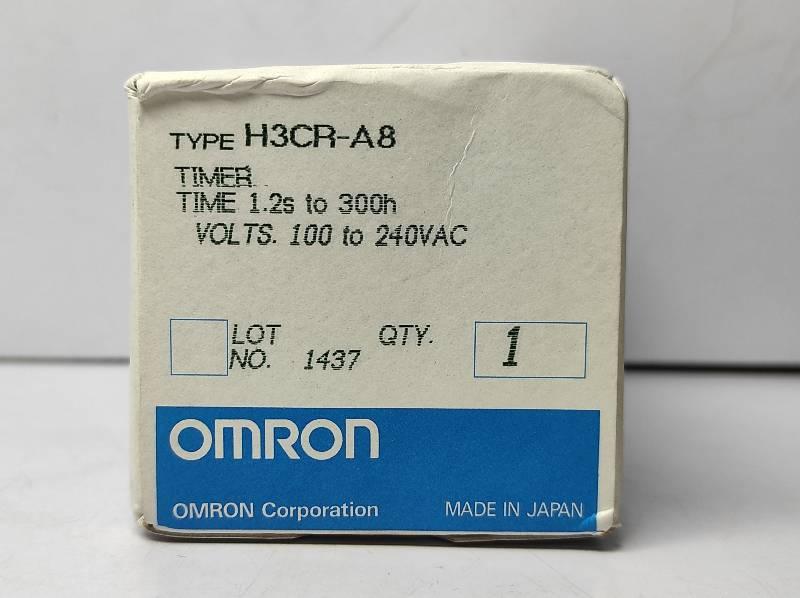 TYPE H3CR-A8
TIMER
TIME 1.2s to 300h
VOLTS. 100 to 240VAC
LOT NO. 1437 QTY. 1
OMRON
OMRON Corporation MADE IN JAPAN